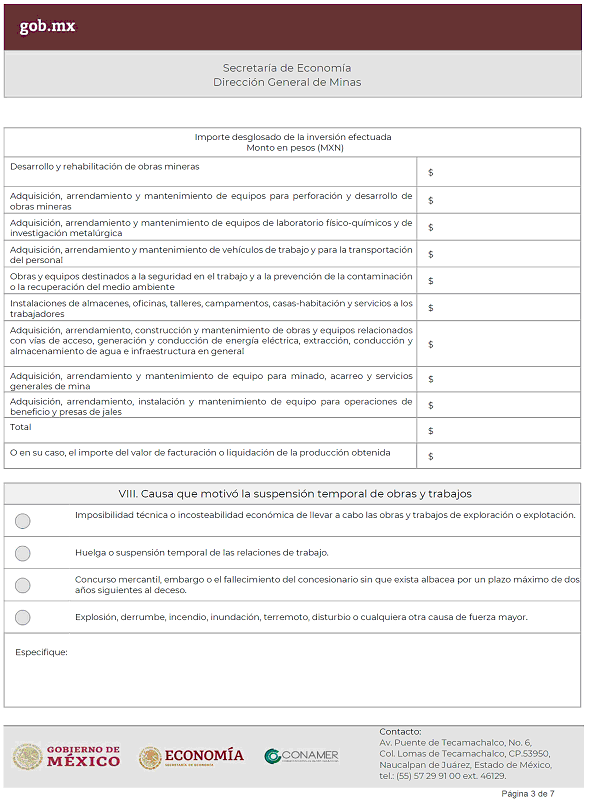 gob.mx
Secretaría de Economía
Dirección General de Minas
Importe desglosado de la inversión efectuada
Monto en pesos (MXN)
Desarrollo y rehabilitación de obras mineras
$
Adquisición, arrendamiento y mantenimiento de equipos para perforación y desarrollo de
obras mineras
$
Adquisición, arrendamiento y mantenimiento de equipos de laboratorio físico-químicos y de
investigación metalúrgica
$
Adquisición, arrendamiento y mantenimiento de vehículos de trabajo y para la transportación
del personal
$
Obras y equipos destinados a la seguridad en el trabajo y a la prevención de la contaminación
o la recuperación del medio ambiente
$
Instalaciones de almacenes, oficinas, talleres, campamentos, casas-habitación y servicios a los
trabajadores
$
Adquisición, arrendamiento, construcción y mantenimiento de obras y equipos relacionados
con vías de acceso, generación y conducción de energía eléctrica, extracción, conducción y
almacenamiento de agua e infraestructura en general
$
Adquisición, arrendamiento y mantenimiento de equipo para minado, acarreo y servicios
generales de mina
$
Adquisición, arrendamiento, instalación y mantenimiento de equipo para operaciones de
beneficio y presas de jales
$
Total
$
O en su caso, el importe del valor de facturación o liquidación de la producción obtenida
$
VIII. Causa que motivó la suspensión temporal de obras y trabajos
Imposibilidad técnica o incosteabilidad económica de llevar a cabo las obras y trabajos de exploración o explotación.
Huelga o suspensión temporal de las relaciones de trabajo.
Concurso mercantil, embargo o el fallecimiento del concesionario sin que exista albacea por un plazo máximo de dos
años siguientes al deceso.
Explosión, derrumbe, incendio, inundación, terremoto, disturbio o cualquiera otra causa de fuerza mayor.
Especifique:
GOBIERNO DE
MÉXICO
ECONOMÍA
SECRETARÍA DE ECONOMÍA
CONAMER
Contacto:
Av. Puente de Tecamachalco, No. 6,
Col. Lomas de Tecamachalco, CP.53950,
Naucalpan de Juárez, Estado de México,
tel.: (55) 57 29 91 00 ext. 46129.
Página 3 de 7